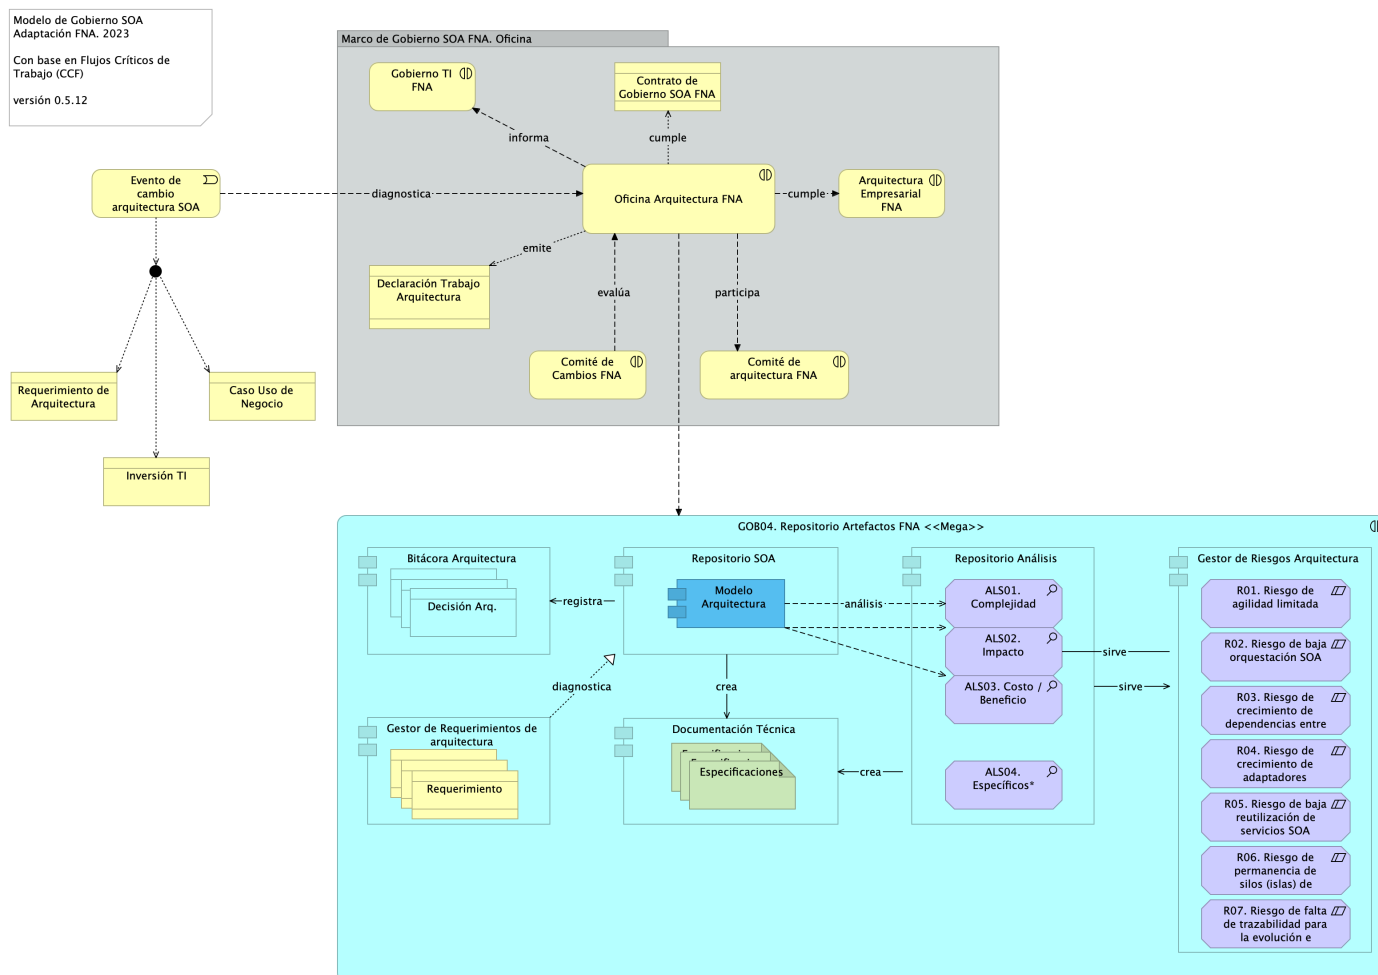 Modelo de Gobierno SOA
Adaptación FNA. 2023
Con base en Flujos Críticos de
Trabajo (CCF)
versión 0.5.12
Marco de Gobierno SOA FNA. Oficina
Gobierno TI
FNA
Contrato de
Gobierno SOA FNA
informa
cumple
Evento de
cambio
arquitectura SOA
diagnostica
Oficina Arquitectura FNA
cumple
Arquitectura
Empresarial
FNA
emite
Declaración Trabajo
Arquitectura
evalúa
participa
Comité de
Cambios FNA
Comité de
arquitectura FNA
Requerimiento de
Arquitectura
Caso Uso de
Negocio
Inversión TI
GOB04. Repositorio Artefactos FNA <<Mega>>
Bitácora Arquitectura
Decisión Arq.
registra
Repositorio SOA
Modelo
Arquitectura
análisis
Repositorio Análisis
ALS01.
Complejidad
ALS02.
Impacto
ALS03. Costo /
Beneficio
ALS04.
Específicos*
sirve
sirve
diagnostica
crea
Gestor de Requerimientos de
arquitectura
Requerimiento
Documentación Técnica
Especificaciones
crea
Gestor de Riesgos Arquitectura
R01. Riesgo de
agilidad limitada
R02. Riesgo de baja
orquestación SOA
R03. Riesgo de
crecimiento de
dependencias entre
R04. Riesgo de
crecimiento de
adaptadores
R05. Riesgo de baja
reutilización de
servicios SOA
R06. Riesgo de
permanencia de
silos (islas) de
R07. Riesgo de falta
de trazabilidad para
la evolución e